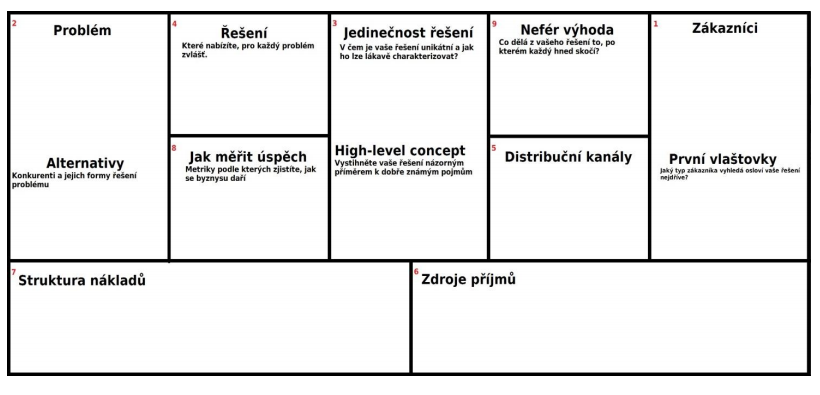 2
Problém
Alternativy
Konkurenti a jejich formy řešení
problému
4
Řešení
Které nabízíte, pro každý problém
zvlášť.
8
Jak měřit úspěch
Metriky podle kterých zjistíte, jak
se byznysu daří
3
Jedinečnost řešení
V čem je vaše řešení unikátní a jak
ho lze lákavě charakterizovat?
High-level concept
Vystihněte vaše řešení názorným
příměrem k dobře známým pojmům
9
Nefér výhoda
Co dělá z vašeho řešení to, po
kterém každý hned skočí?
5
Distribuční kanály
1
Zákazníci
První vlaštovky
Jaký typ zákazníka vyhledá osloví vaše řešení
nejdříve?
7
Struktura nákladů
6
Zdroje příjmů